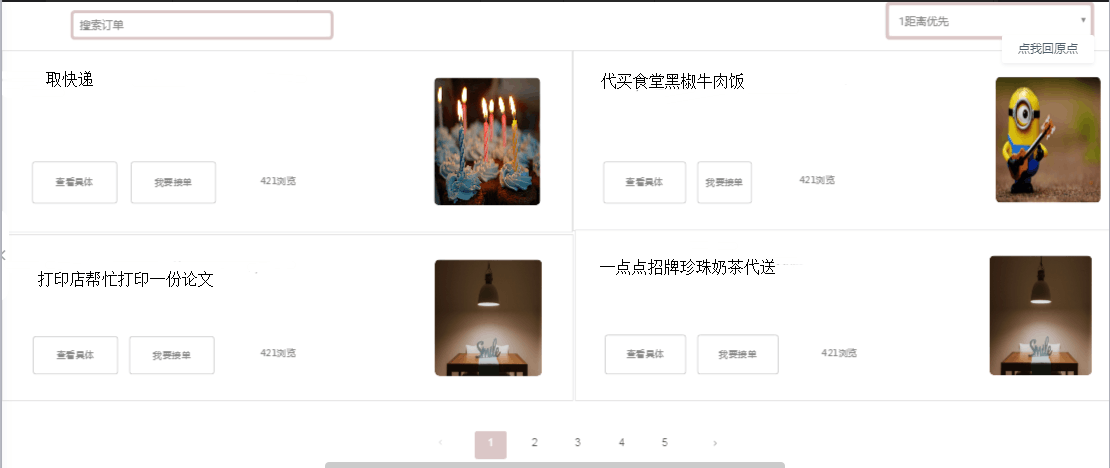 搜索订单
1距离优先
点我回原点
取快递
查看具体
我要接单
421浏览
代买食堂黑椒牛肉饭
查看具体
我要接单
421浏览
打印店帮忙打印一份论文
查看具体
我要接单
421浏览
一点点招牌珍珠奶茶代送
查看具体
我要接单
421浏览
Smile
Smile
‹ 1 2 3 4 5 ›